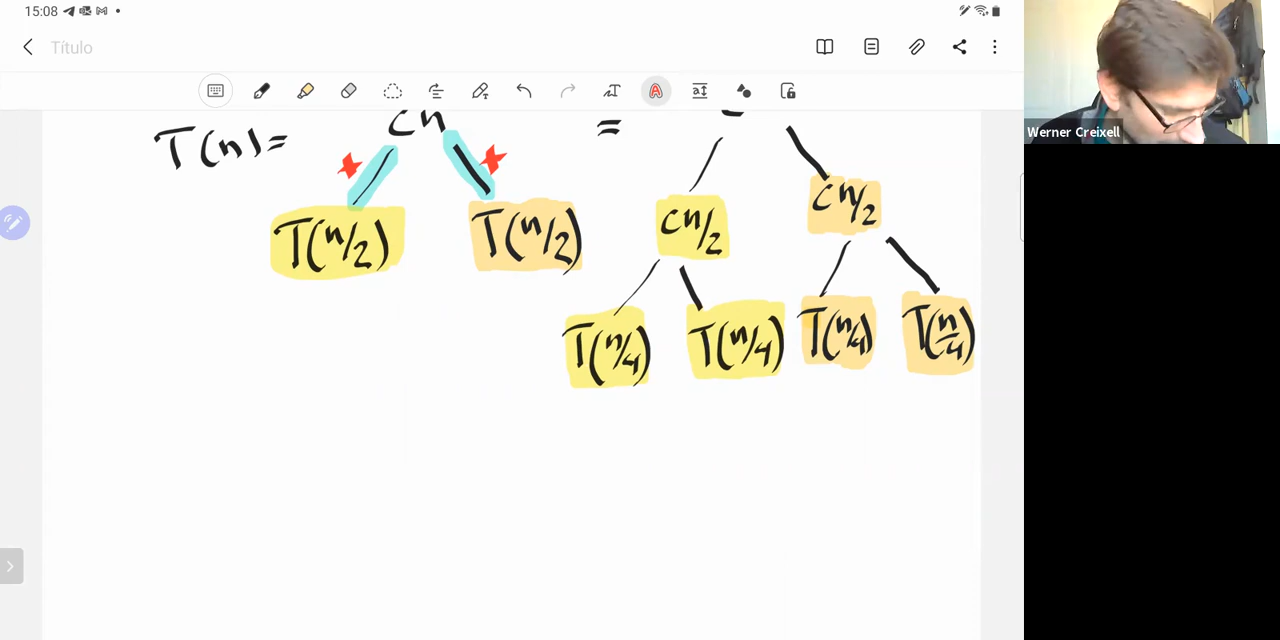 15:08
Título
T(n)= cn =
T(n/2) T(n/2) cn/2 cn/2
T(n/4) T(n/4) T(n/4) T(n/4)
Werner Creixell